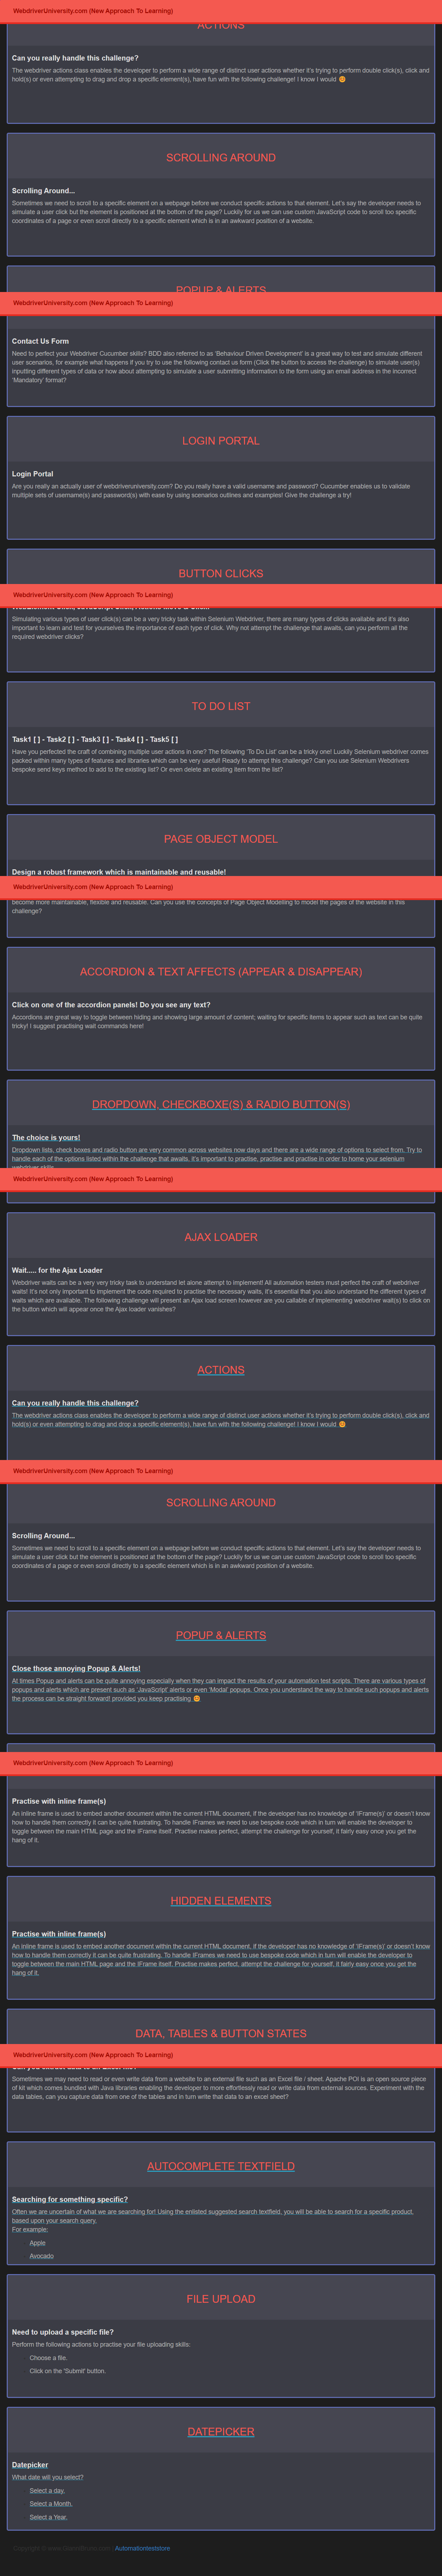 WebdriverUniversity.com (New Approach To Learning)
ACTIONS
Can you really handle this challenge?
The webdriver actions class enables the developer to perform a wide range of distinct user actions whether it's trying to perform double click(s), click and
hold(s) or even attempting to drag and drop a specific element(s), have fun with the following challenge! I know I would 😊
SCROLLING AROUND
Scrolling Around...
Sometimes we need to scroll to a specific element on a webpage before we conduct specific actions to that element. Let's say the developer needs to
simulate a user click but the element is positioned at the bottom of the page? Luckily for us we can use custom JavaScript code to scroll too specific
coordinates of a page or even scroll directly to a specific element which is in an awkward position of a website.
POPUP & ALERTS
WebdriverUniversity.com (New Approach To Learning)
Contact Us Form
Need to perfect your Webdriver Cucumber skills? BDD also referred to as 'Behaviour Driven Development' is a great way to test and simulate different
user scenarios, for example what happens if you try to use the following contact us form (Click the button to access the challenge) to simulate user(s)
inputting different types of data or how about attempting to simulate a user submitting information to the form using an email address in the incorrect
'Mandatory' format?
LOGIN PORTAL
Login Portal
Are you really an actually user of webdriveruniversity.com? Do you really have a valid username and password? Cucumber enables us to validate
multiple sets of username(s) and password(s) with ease by using scenarios outlines and examples! Give the challenge a try!
BUTTON CLICKS
WebdriverUniversity.com (New Approach To Learning)
WebElement Click, JavaScript Click, Actions Move & Click!
Simulating various types of user click(s) can be a very tricky task within Selenium Webdriver, there are many types of clicks available and it's also
important to learn and test for yourselves the importance of each type of click. Why not attempt the challenge that awaits, can you perform all the
required webdriver clicks?
TO DO LIST
Task1 [ ] - Task2 [ ] - Task3 [ ] - Task4 [ ] - Task5 [ ]
Have you perfected the craft of combining multiple user actions in one? The following 'To Do List' can be a tricky one! Luckily Selenium webdriver comes
packed within many types of features and libraries which can be very useful! Ready to attempt this challenge? Can you use Selenium Webdrivers
bespoke send keys method to add to the existing list? Or even delete an existing item from the list?
PAGE OBJECT MODEL
Design a robust framework which is maintainable and reusable!
WebdriverUniversity.com (New Approach To Learning)
become more maintainable, flexible and reusable. Can you use the concepts of Page Object Modelling to model the pages of the website in this
challenge?
ACCORDION & TEXT AFFECTS (APPEAR & DISAPPEAR)
Click on one of the accordion panels! Do you see any text?
Accordions are great way to toggle between hiding and showing large amount of content; waiting for specific items to appear such as text can be quite
tricky! I suggest practising wait commands here!
DROPDOWN, CHECKBOXE(S) & RADIO BUTTON(S)
The choice is yours!
Dropdown lists, check boxes and radio button are very common across websites now days and there are a wide range of options to select from. Try to
handle each of the options listed within the challenge that awaits, it's important to practise, practise and practise in order to home your selenium
webdriver skills.
WebdriverUniversity.com (New Approach To Learning)
AJAX LOADER
Wait..... for the Ajax Loader
Webdriver waits can be a very very tricky task to understand let alone attempt to implement! All automation testers must perfect the craft of webdriver
waits! It's not only important to implement the code required to practise the necessary waits, it's essential that you also understand the different types of
waits which are available. The following challenge will present an Ajax load screen however are you callable of implementing webdriver wait(s) to click on
the button which will appear once the Ajax loader vanishes?
ACTIONS
Can you really handle this challenge?
The webdriver actions class enables the developer to perform a wide range of distinct user actions whether it's trying to perform double click(s), click and
hold(s) or even attempting to drag and drop a specific element(s), have fun with the following challenge! I know I would 😊
WebdriverUniversity.com (New Approach To Learning)
SCROLLING AROUND
Scrolling Around...
Sometimes we need to scroll to a specific element on a webpage before we conduct specific actions to that element. Let's say the developer needs to
simulate a user click but the element is positioned at the bottom of the page? Luckily for us we can use custom JavaScript code to scroll too specific
coordinates of a page or even scroll directly to a specific element which is in an awkward position of a website.
POPUP & ALERTS
Close those annoying Popup & Alerts!
At times Popup and alerts can be quite annoying especially when they can impact the results of your automation test scripts. There are various types of
popups and alerts which are present such as 'JavaScript' alerts or even 'Modal' popups. Once you understand the way to handle such popups and alerts
the process can be straight forward! provided you keep practising 😊
WebdriverUniversity.com (New Approach To Learning)
Practise with inline frame(s)
An inline frame is used to embed another document within the current HTML document, if the developer has no knowledge of 'IFrame(s)' or doesn't know
how to handle them correctly it can be quite frustrating. To handle IFrames we need to use bespoke code which in turn will enable the developer to
toggle between the main HTML page and the IFrame itself. Practise makes perfect, attempt the challenge for yourself, it fairly easy once you get the
hang of it.
HIDDEN ELEMENTS
Practise with inline frame(s)
An inline frame is used to embed another document within the current HTML document, if the developer has no knowledge of 'IFrame(s)' or doesn't know
how to handle them correctly it can be quite frustrating. To handle IFrames we need to use bespoke code which in turn will enable the developer to
toggle between the main HTML page and the IFrame itself. Practise makes perfect, attempt the challenge for yourself, it fairly easy once you get the
hang of it.
DATA, TABLES & BUTTON STATES
WebdriverUniversity.com (New Approach To Learning)
Sometimes we may need to read or even write data from a website to an external file such as an Excel file / sheet. Apache POI is an open source piece
of kit which comes bundled with Java libraries enabling the developer to more effortlessly read or write data from external sources. Experiment with the
data tables, can you capture data from one of the tables and in turn write that data to an excel sheet?
AUTOCOMPLETE TEXTFIELD
Searching for something specific?
Often we are uncertain of what we are searching for! Using the enlisted suggested search textfield, you will be able to search for a specific product,
based upon your search query.
For example:
Apple
Avocado
FILE UPLOAD
Need to upload a specific file?
Perform the following actions to practise your file uploading skills:
Choose a file.
Click on the 'Submit' button.
DATEPICKER
Datepicker
What date will you select?
Select a day.
Select a Month.
Select a Year.
Automationteststore